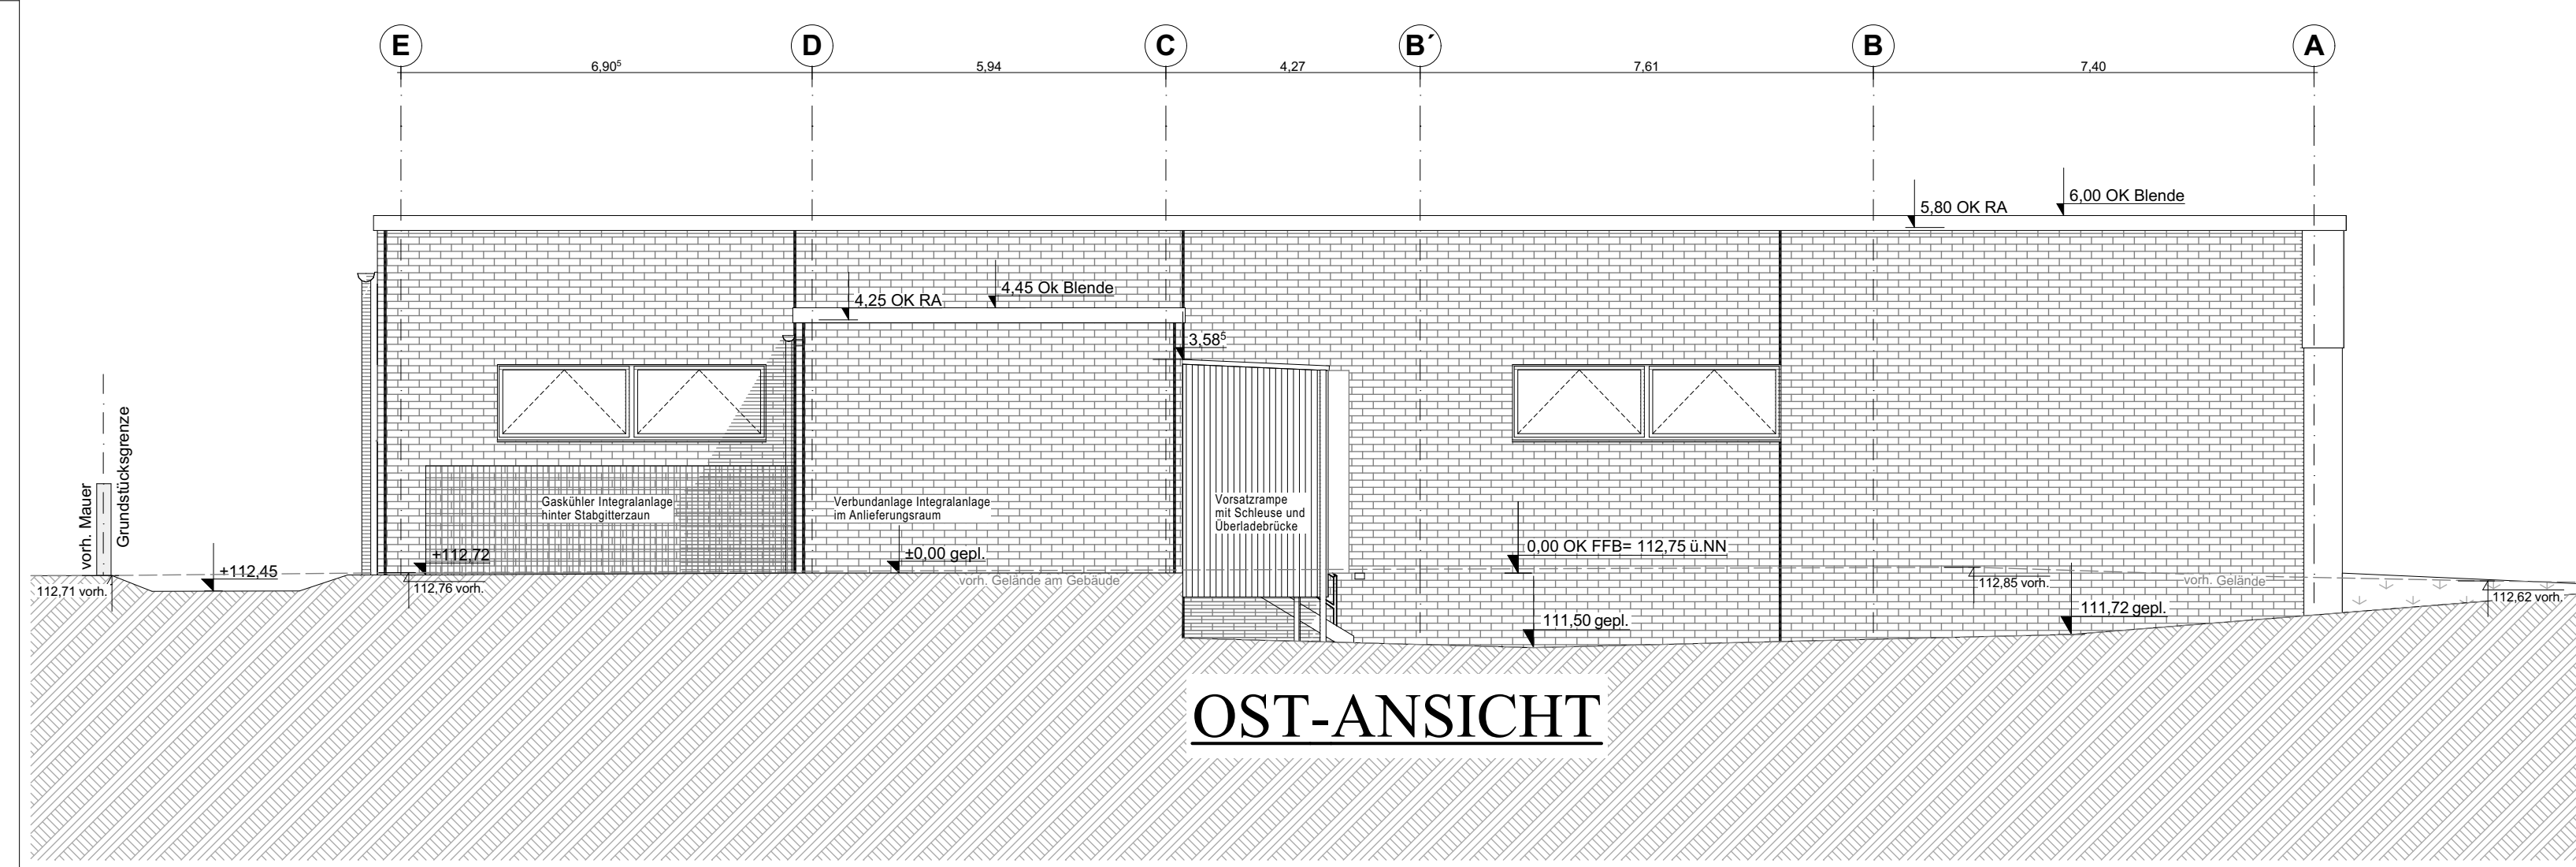 E D C B´ B A
6,90⁵ 5,94 4,27 7,61 7,40
6,00 OK Blende
5,80 OK RA
4,45 Ok Blende
4,25 OK RA
3,58⁵
vorh. Mauer
Grundstücksgrenze
Gaskühler Integralanlage
hinter Stabgitterzaun
Verbundanlage Integralanlage
im Anlieferungsraum
Vorsatzrampe
mit Schleuse und
Überladebrücke
+112,72
±0,00 gepl.
0,00 OK FFB= 112,75 ü.NN
+112,45
112,71 vorh.
112,76 vorh.
vorh. Gelände am Gebäude
112,85 vorh.
vorh. Gelände
112,62 vorh.
111,50 gepl.
111,72 gepl.
OST-ANSICHT